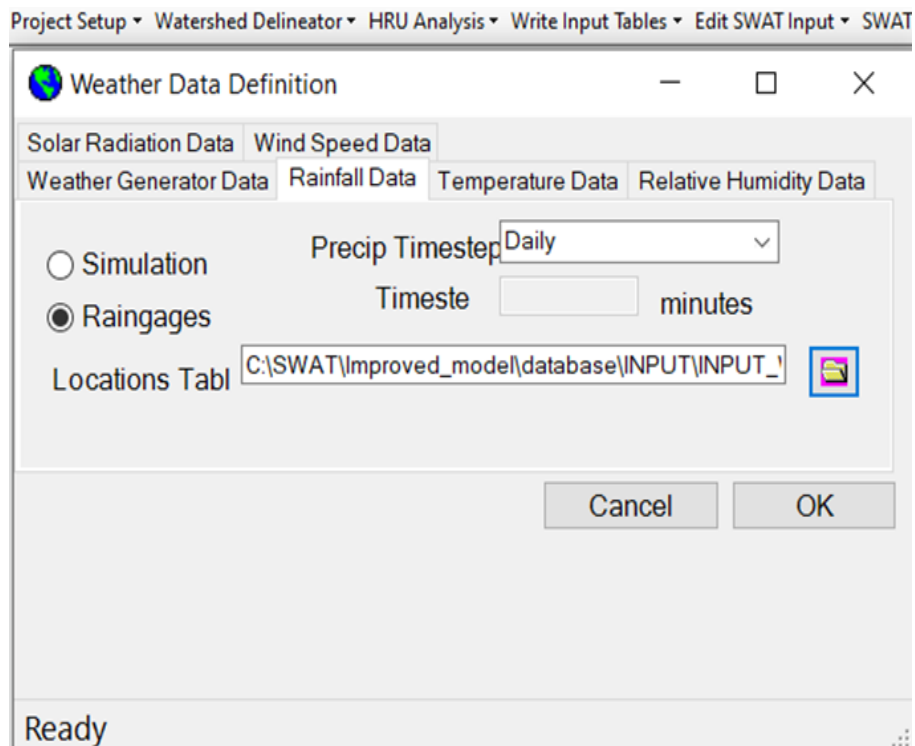 Project Setup Watershed Delineator HRU Analysis Write Input Tables Edit SWAT Input SWAT
Weather Data Definition
Solar Radiation Data Wind Speed Data
Weather Generator Data Rainfall Data Temperature Data Relative Humidity Data
Simulation Precip Timestep Daily
Timeste minutes
Raingages
Locations Tabl C:\SWAT\Improved_model\database\INPUT\INPUT_
Cancel OK
Ready